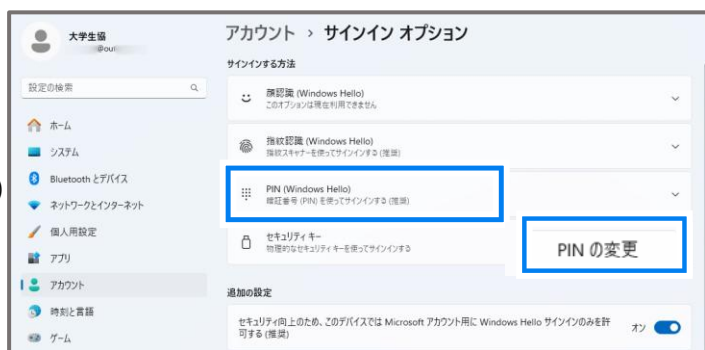 大学生協
@ou
設定の検索
ホーム
システム
Bluetooth とデバイス
ネットワークとインターネット
個人用設定
アプリ
アカウント
時刻と言語
ゲーム
アカウント › サインイン オプション
サインインする方法
顔認識 (Windows Hello)
このオプションは現在利用できません
指紋認識 (Windows Hello)
指紋スキャナーを使ってサインインする (推奨)
PIN (Windows Hello)
暗証番号 (PIN) を使ってサインインする (推奨)
セキュリティ キー
物理的なセキュリティ キーを使ってサインインする
PIN の変更
追加の設定
セキュリティ向上のため、このデバイスでは Microsoft アカウント用に Windows Hello サインインのみを許
可する (推奨)
オン